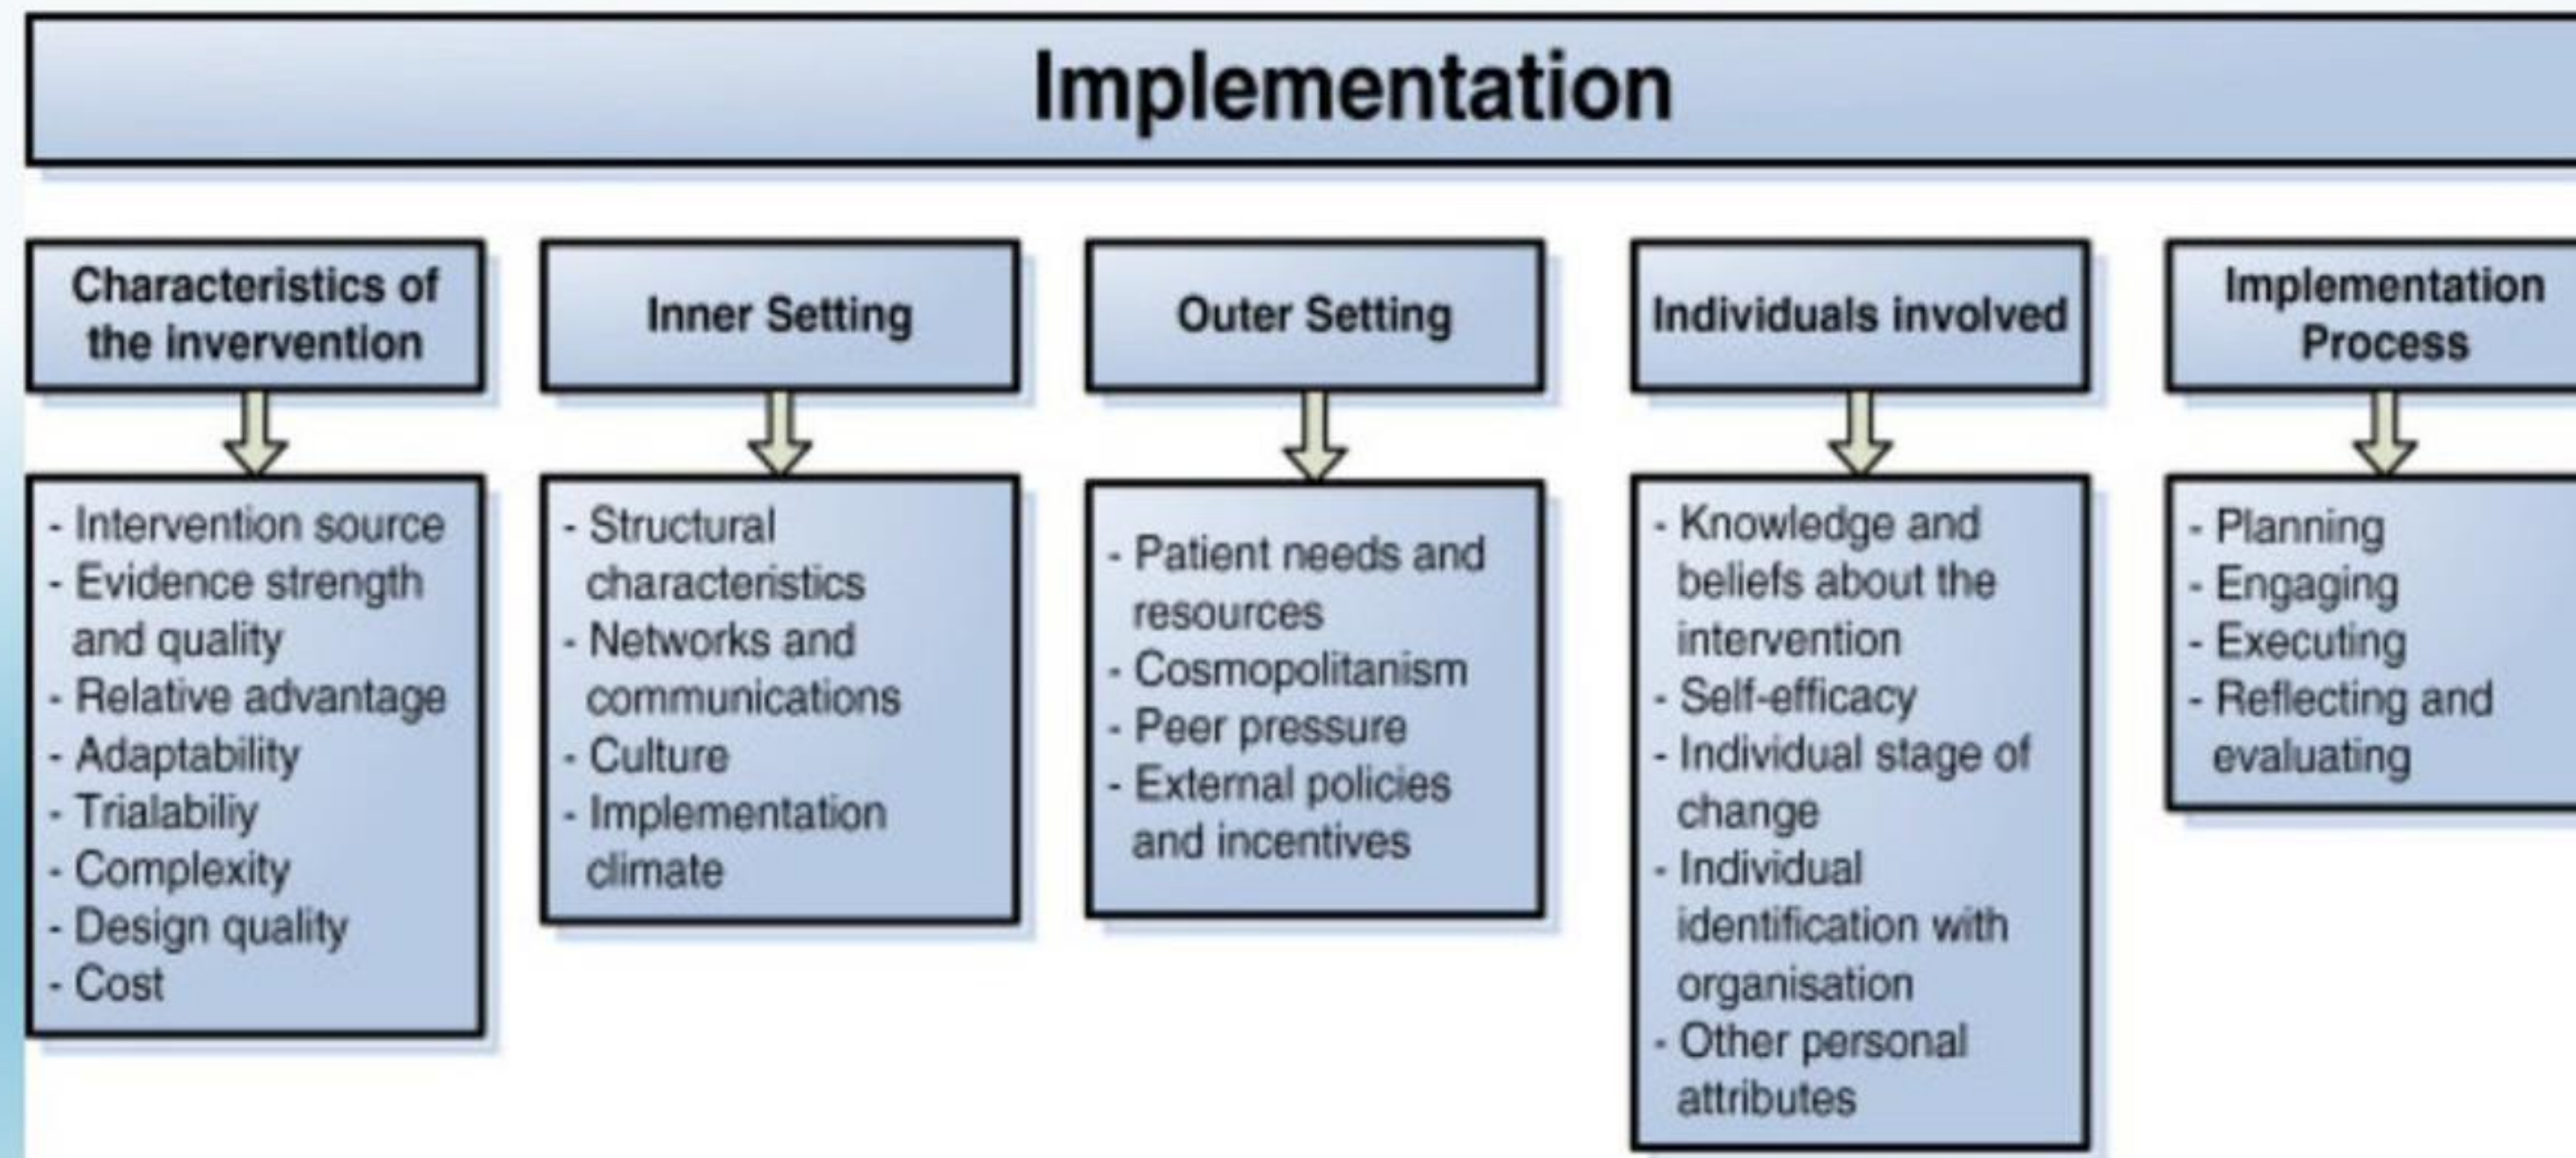 Implementation
Characteristics of
the invervention
Inner Setting
Outer Setting
Individuals involved
Implementation
Process
- Intervention source
- Evidence strength
and quality
- Relative advantage
- Adaptability
- Trialabiliy
- Complexity
- Design quality
- Cost
- Structural
characteristics
- Networks and
communications
- Culture
- Implementation
climate
- Patient needs and
resources
- Cosmopolitanism
- Peer pressure
- External policies
and incentives
- Knowledge and
beliefs about the
intervention
- Self-efficacy
- Individual stage of
change
- Individual
identification with
organisation
- Other personal
attributes
- Planning
- Engaging
- Executing
- Reflecting and
evaluating